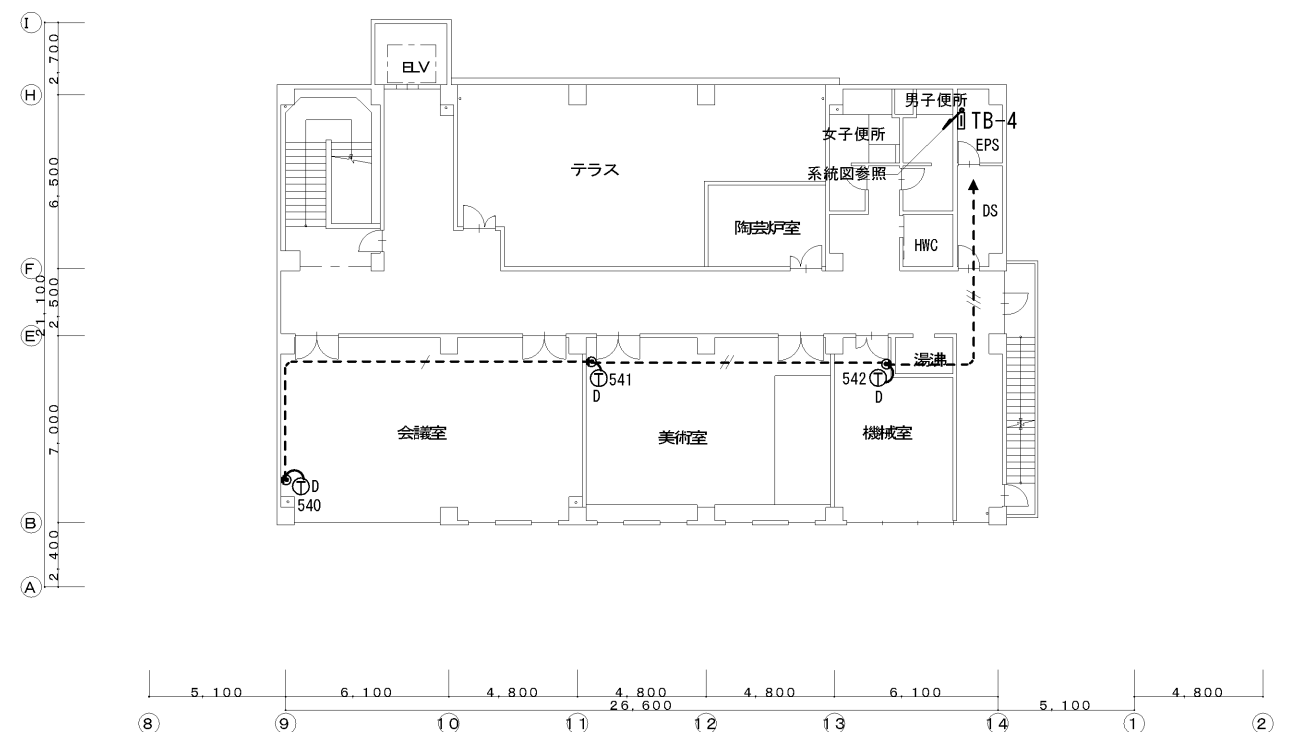 I
2,700
ELV
H
男子便所
TB-4
女子便所
EPS
6,500
テラス
系統図参照
DS
陶芸炉室
HWC
F
21,100
2,500
E
湯沸
541
D
542
D
7,000
会議室
美術室
機械室
D
540
B
2,400
A
5,100
6,100
4,800
4,800
4,800
6,100
4,800
26,600
5,100
8
9
10
11
12
13
14
1
2